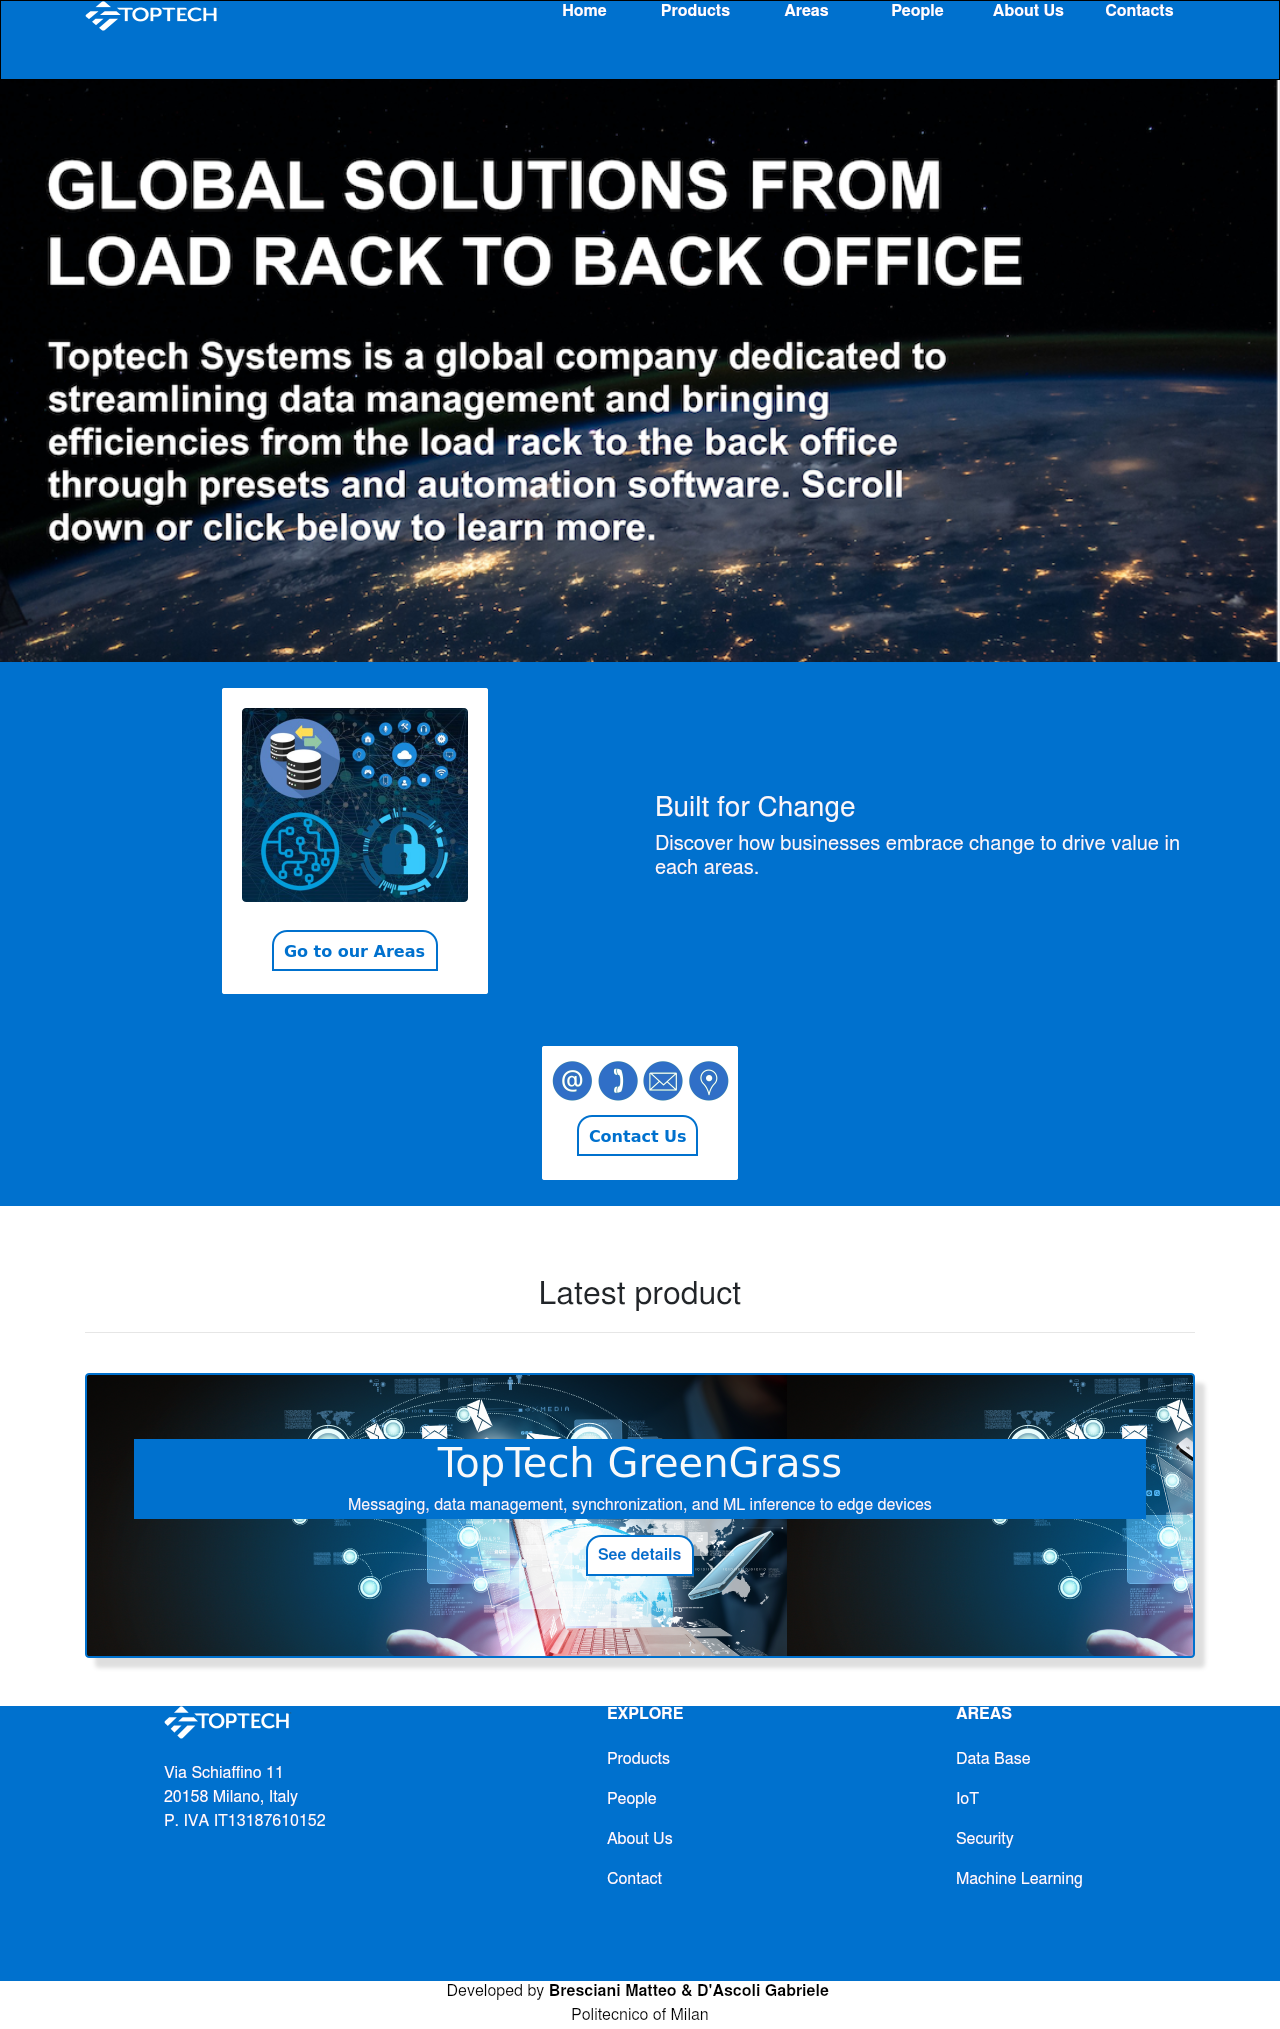 TOPTECH
Home Products Areas People About Us Contacts
GLOBAL SOLUTIONS FROM
LOAD RACK TO BACK OFFICE
Toptech Systems is a global company dedicated to
streamlining data management and bringing
efficiencies from the load rack to the back office
through presets and automation software. Scroll
down or click below to learn more.
Built for Change
Discover how businesses embrace change to drive value in
each areas.
Go to our Areas
@
Contact Us
Latest product
TopTech GreenGrass
Messaging, data management, synchronization, and ML inference to edge devices
See details
TOPTECH
Via Schiaffino 11
20158 Milano, Italy
P. IVA IT13187610152
EXPLORE
Products
People
About Us
Contact
AREAS
Data Base
IoT
Security
Machine Learning
Developed by Bresciani Matteo & D'Ascoli Gabriele
Politecnico of Milan